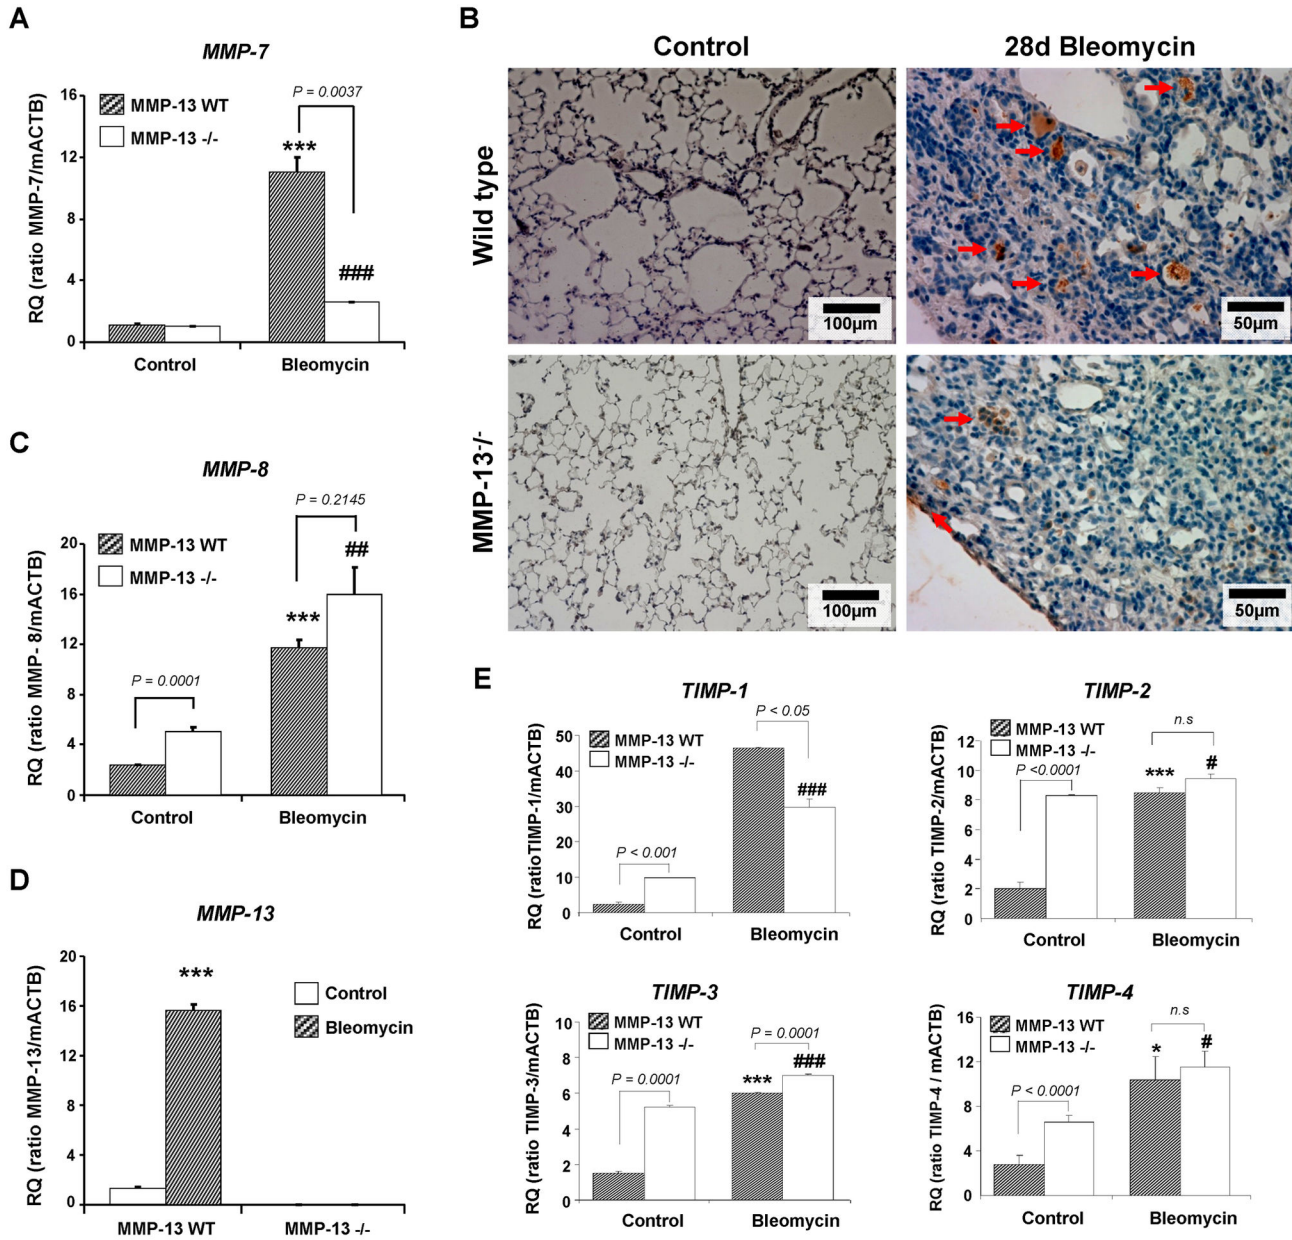 A
MMP-7
P = 0.0037
16
12
8
4
0
RQ (ratio MMP-7/mACTB)
MMP-13 WT
MMP-13 -/-
***
###
Control
Bleomycin
B
Control
28d Bleomycin
Wild type
MMP-13-/-
100µm
50µm
100µm
50µm
C
MMP-8
P = 0.2145
20
16
12
8
4
0
RQ (ratio MMP- 8/mACTB)
MMP-13 WT
MMP-13 -/-
##
***
P = 0.0001
Control
Bleomycin
D
MMP-13
20
16
12
8
4
0
RQ (ratio MMP-13/mACTB)
***
Control
Bleomycin
MMP-13 WT
MMP-13 -/-
E
TIMP-1
P < 0.05
50
40
30
20
10
0
RQ (ratioTIMP-1/mACTB)
MMP-13 WT
MMP-13 -/-
###
P < 0.001
Control
Bleomycin
TIMP-2
n.s
12
10
8
6
4
2
0
RQ (ratio TIMP-2/mACTB)
MMP-13 WT
MMP-13 -/-
P <0.0001
***
#
Control
Bleomycin
TIMP-3
P = 0.0001
10
8
6
4
2
0
RQ (ratio TIMP-3/mACTB)
MMP-13 WT
MMP-13 -/-
P = 0.0001
***
###
Control
Bleomycin
TIMP-4
n.s
16
12
8
4
0
RQ (ratio TIMP-4 / mACTB)
MMP-13 WT
MMP-13 -/-
P < 0.0001
*
#
Control
Bleomycin